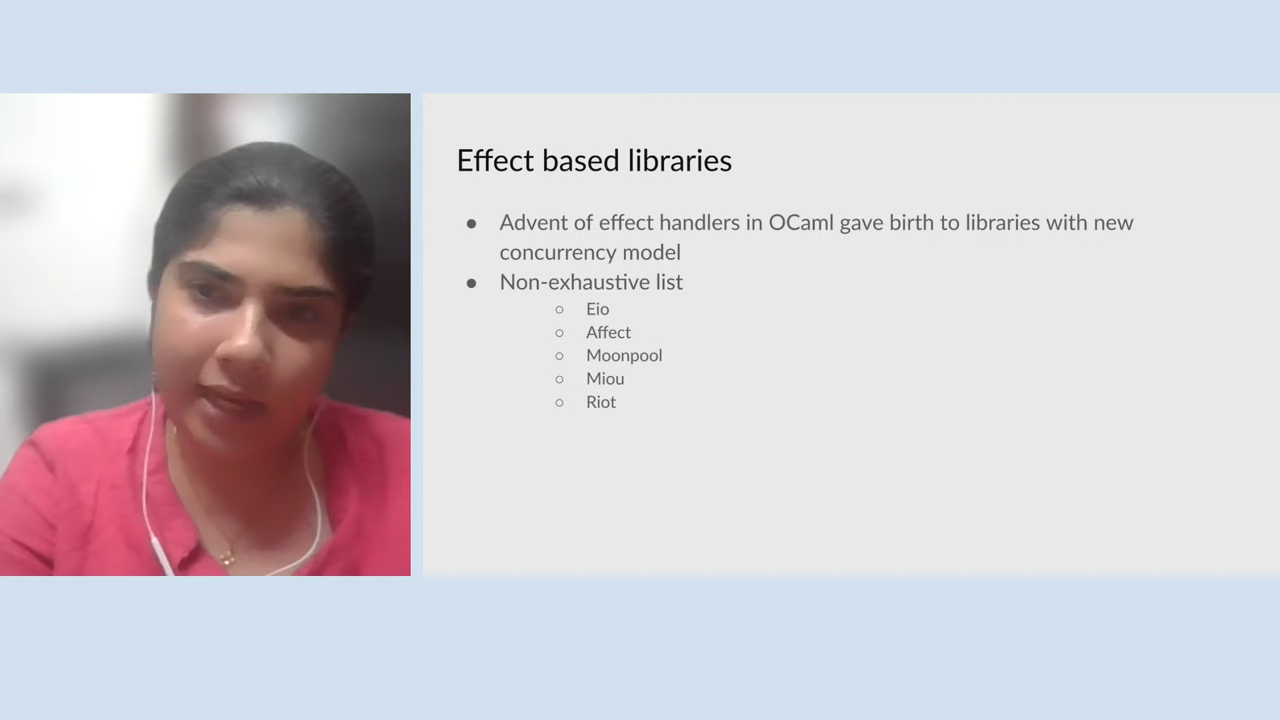 Effect based libraries
● Advent of effect handlers in OCaml gave birth to libraries with new
concurrency model
● Non-exhaustive list
○ Eio
○ Affect
○ Moonpool
○ Miou
○ Riot